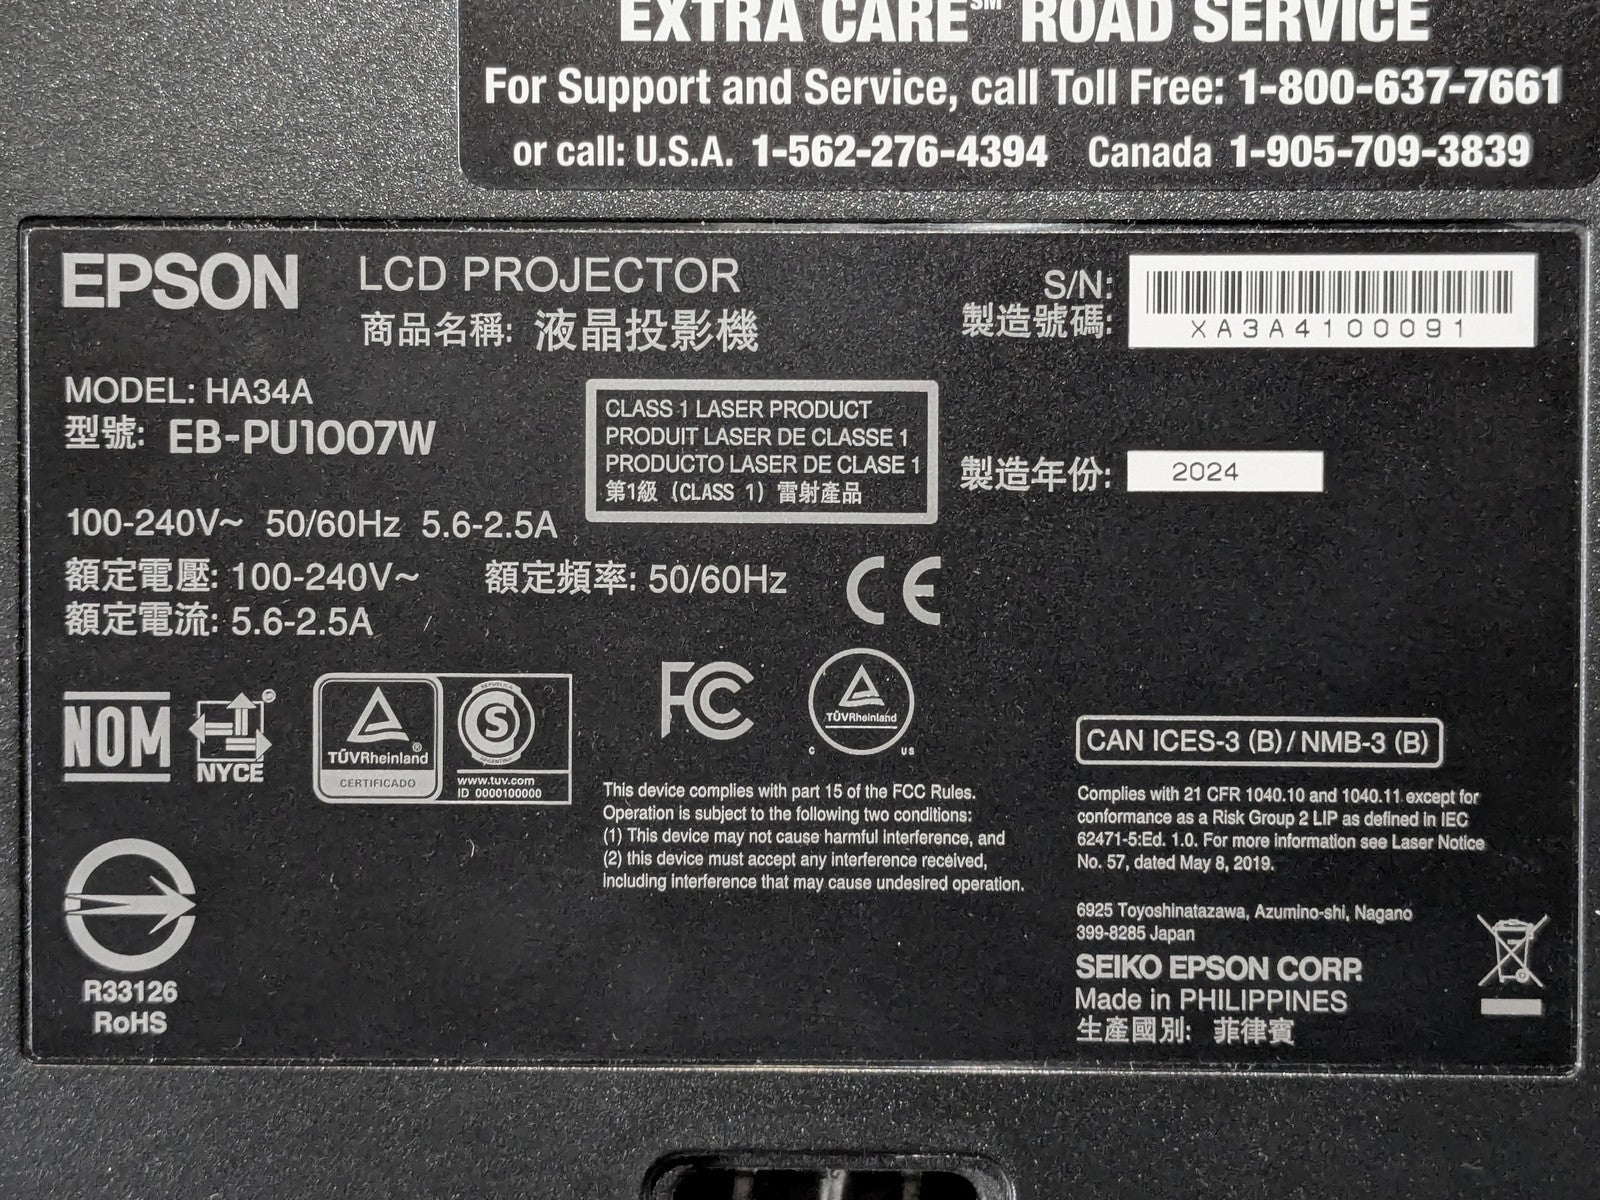 EXTRA CARE℠ ROAD SERVICE
For Support and Service, call Toll Free: 1-800-637-7661
or call: U.S.A. 1-562-276-4394 Canada 1-905-709-3839
EPSON LCD PROJECTOR
商品名稱: 液晶投影機
S/N:
製造號碼:
XA3A4100091
MODEL: HA34A
型號: EB-PU1007W
CLASS 1 LASER PRODUCT
PRODUIT LASER DE CLASSE 1
PRODUCTO LASER DE CLASE 1
第1級 (CLASS 1) 雷射產品
製造年份: 2024
100-240V~ 50/60Hz 5.6-2.5A
額定電壓: 100-240V~ 額定頻率: 50/60Hz
額定電流: 5.6-2.5A
CE
NOM
NYCE
TÜVRheinland®
CERTIFICADO
S
www.tuv.com
ID 0000100000
FC
TÜVRheinland
C US
CAN ICES-3 (B)/NMB-3 (B)
This device complies with part 15 of the FCC Rules.
Operation is subject to the following two conditions:
(1) This device may not cause harmful interference, and
(2) this device must accept any interference received,
including interference that may cause undesired operation.
Complies with 21 CFR 1040.10 and 1040.11 except for
conformance as a Risk Group 2 LIP as defined in IEC
62471-5:Ed. 1.0. For more information see Laser Notice
No. 57, dated May 8, 2019.
R33126
RoHS
6925 Toyoshinatazawa, Azumino-shi, Nagano
399-8285 Japan
SEIKO EPSON CORP.
Made in PHILIPPINES
生產國別: 菲律賓